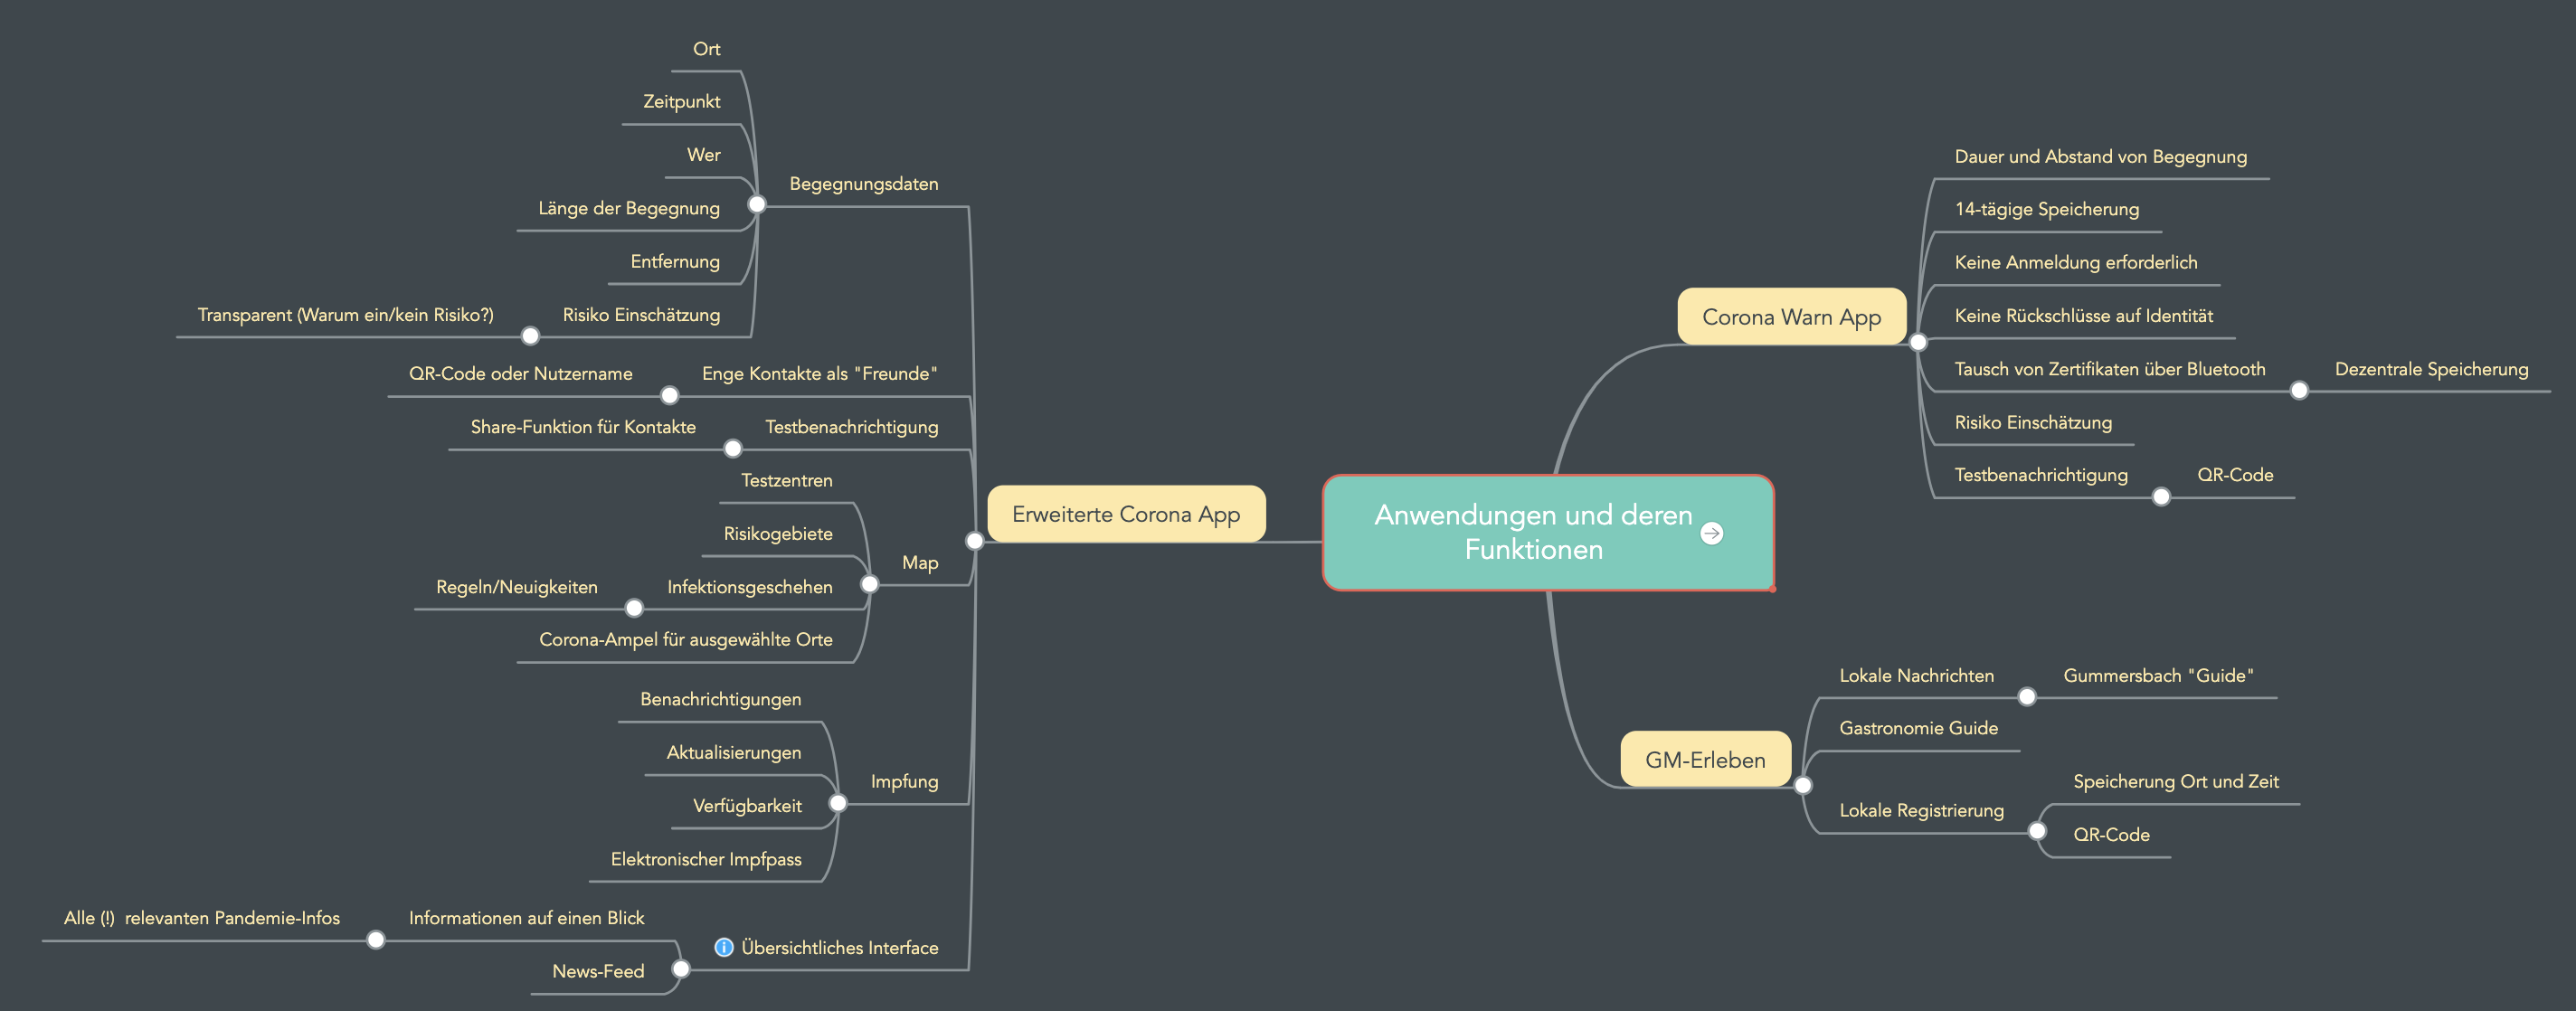 Anwendungen und deren
Funktionen
Corona Warn App
Dauer und Abstand von Begegnung
14-tägige Speicherung
Keine Anmeldung erforderlich
Keine Rückschlüsse auf Identität
Tausch von Zertifikaten über Bluetooth
Dezentrale Speicherung
Risiko Einschätzung
Testbenachrichtigung
QR-Code
GM-Erleben
Lokale Nachrichten
Gummersbach "Guide"
Gastronomie Guide
Lokale Registrierung
Speicherung Ort und Zeit
QR-Code
Erweiterte Corona App
Begegnungsdaten
Ort
Zeitpunkt
Wer
Länge der Begegnung
Entfernung
Risiko Einschätzung
Transparent (Warum ein/kein Risiko?)
Enge Kontakte als "Freunde"
QR-Code oder Nutzername
Testbenachrichtigung
Share-Funktion für Kontakte
Map
Testzentren
Risikogebiete
Infektionsgeschehen
Regeln/Neuigkeiten
Corona-Ampel für ausgewählte Orte
Impfung
Benachrichtigungen
Aktualisierungen
Verfügbarkeit
Elektronischer Impfpass
Übersichtliches Interface
Informationen auf einen Blick
Alle (!)  relevanten Pandemie-Infos
News-Feed